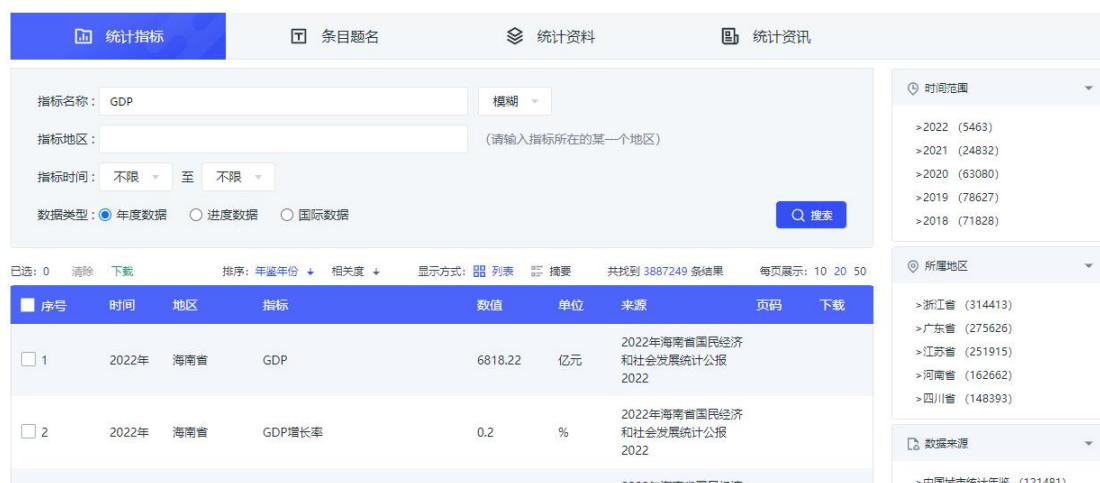 统计指标
条目题名
统计资料
统计资讯
指标名称： GDP 模糊
指标地区： （请输入指标所在的某一个地区）
指标时间： 不限 至 不限
数据类型： 年度数据 进度数据 国际数据 搜索
已选：0 清除 下载 排序：年鉴年份 相关度 显示方式： 列表 摘要 共找到 3887249 条结果 每页展示：10 20 50
序号 时间 地区 指标 数值 单位 来源 页码 下载
1 2022年 海南省 GDP 6818.22 亿元 2022年海南省国民经济
和社会发展统计公报
2022
2 2022年 海南省 GDP增长率 0.2 % 2022年海南省国民经济
和社会发展统计公报
2022
时间范围
>2022 (5463)
>2021 (24832)
>2020 (63080)
>2019 (78627)
>2018 (71828)
所属地区
>浙江省 (314413)
>广东省 (275626)
>江苏省 (251915)
>河南省 (162662)
>四川省 (148393)
数据来源
>中国城市统计年鉴 (121481)